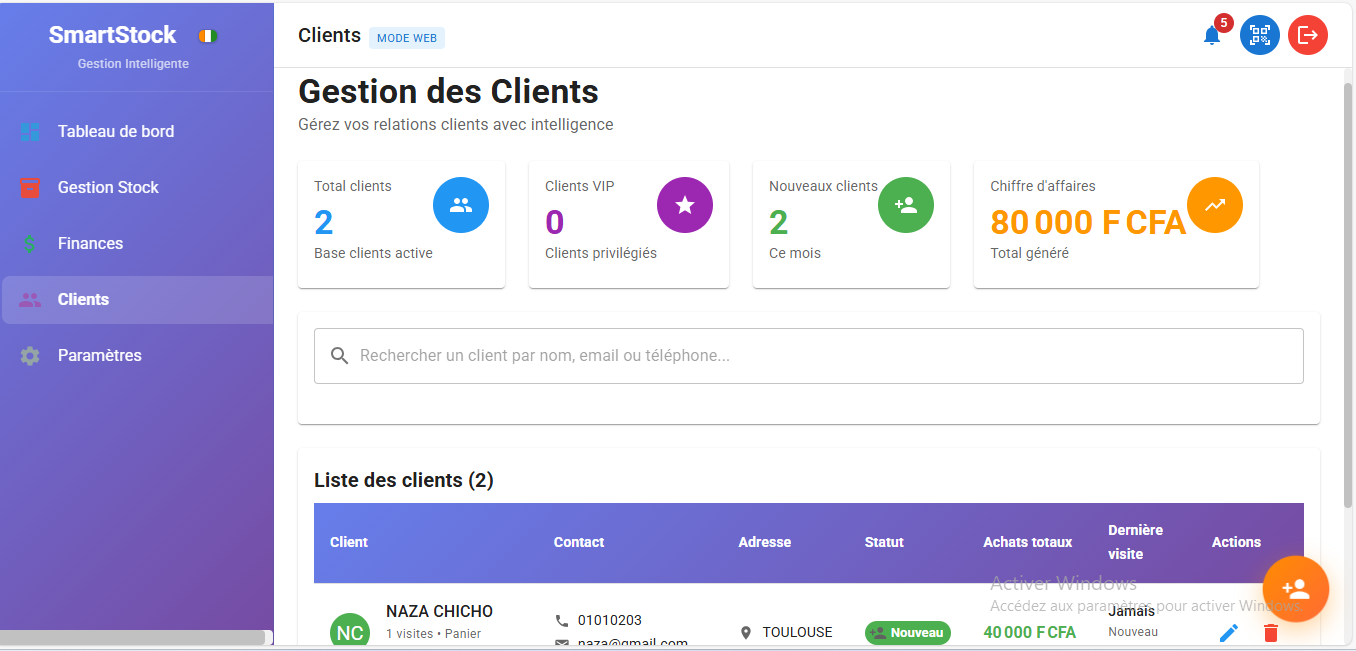 SmartStock
Gestion Intelligente
Tableau de bord
Gestion Stock
Finances
Clients
Paramètres
Clients
MODE WEB
5
Gestion des Clients
Gérez vos relations clients avec intelligence
Total clients
2
Base clients active
Clients VIP
0
Clients privilégiés
Nouveaux clients
2
Ce mois
Chiffre d'affaires
80 000 F CFA
Total généré
Rechercher un client par nom, email ou téléphone...
Liste des clients (2)
Client
Contact
Adresse
Statut
Achats totaux
Dernière
visite
Actions
NC
NAZA CHICHO
1 visites • Panier
01010203
naza@gmail.com
TOULOUSE
Nouveau
40 000 F CFA
Jamais
Nouveau
Activer Windows
Accédez aux paramètres pour activer Windows.